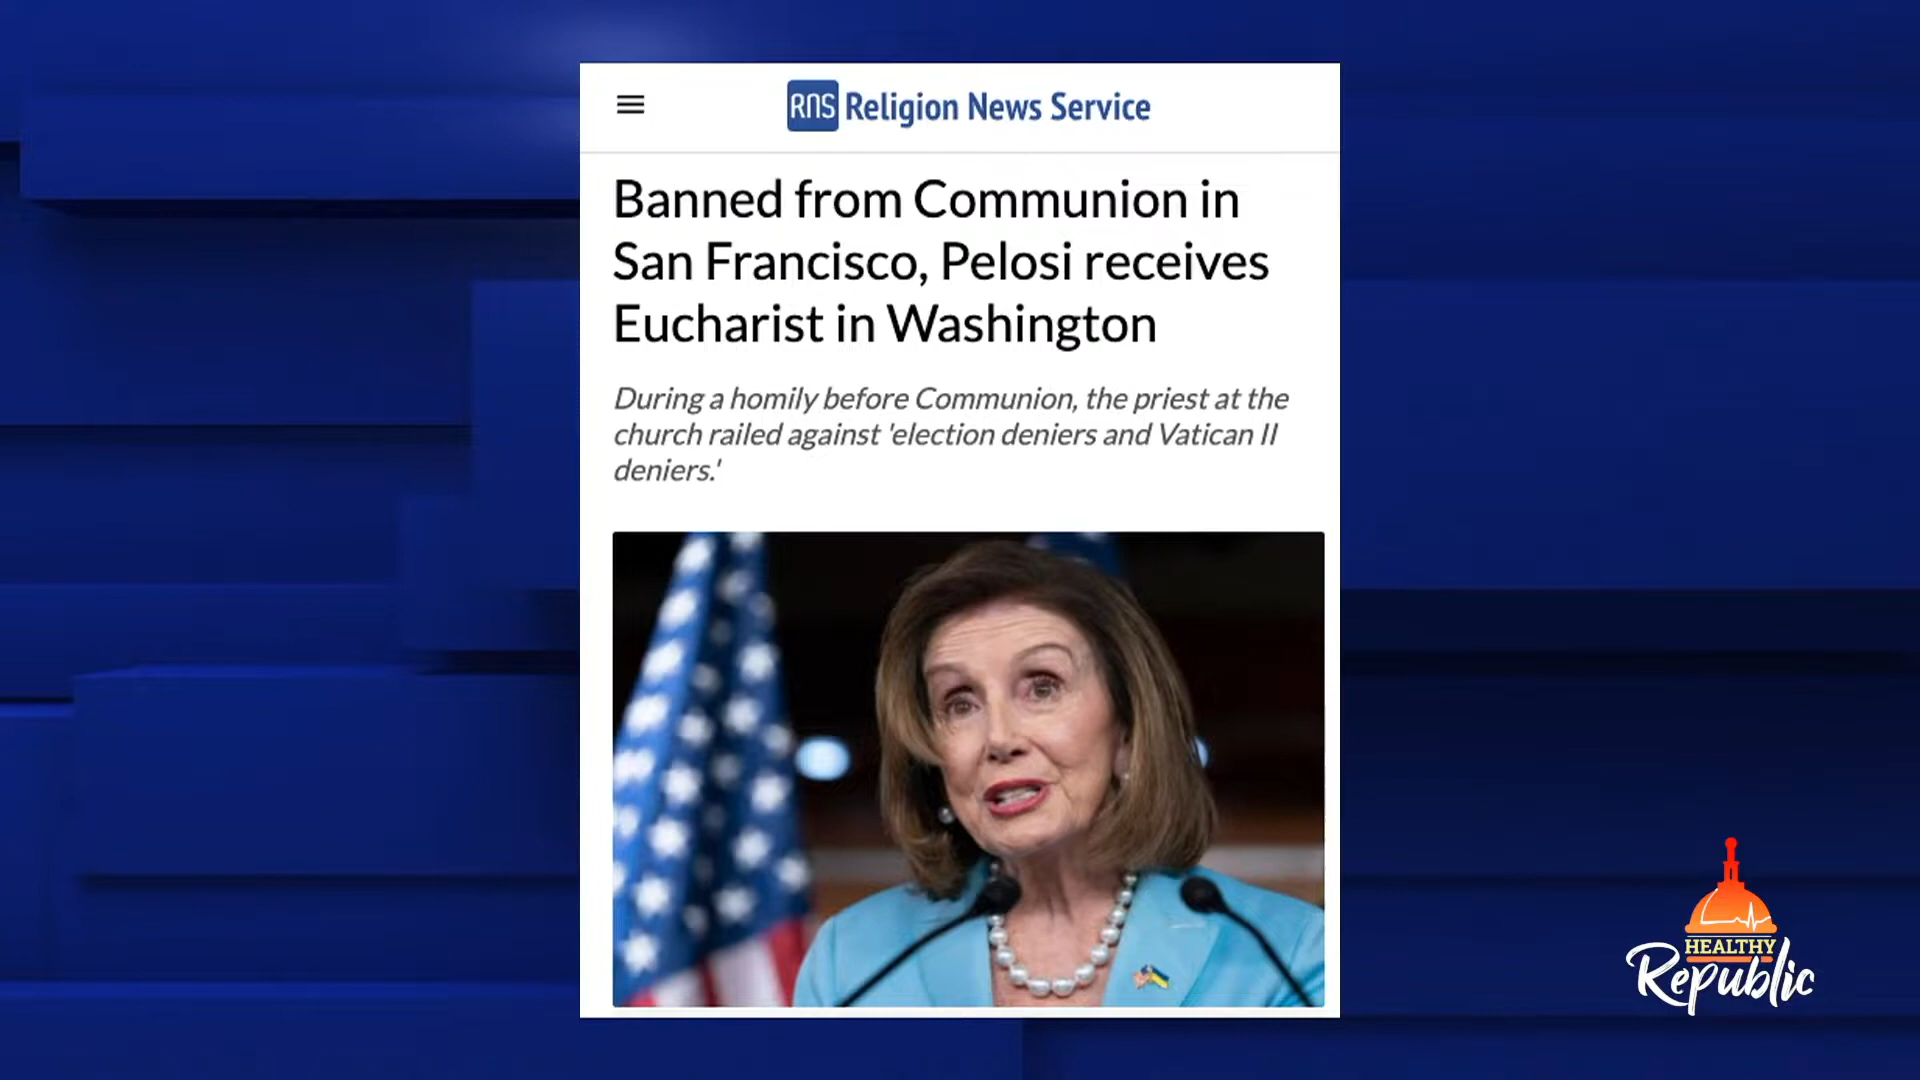 RNS Religion News Service
Banned from Communion in
San Francisco, Pelosi receives
Eucharist in Washington
During a homily before Communion, the priest at the
church railed against 'election deniers and Vatican II
deniers.'
HEALTHY
Republic